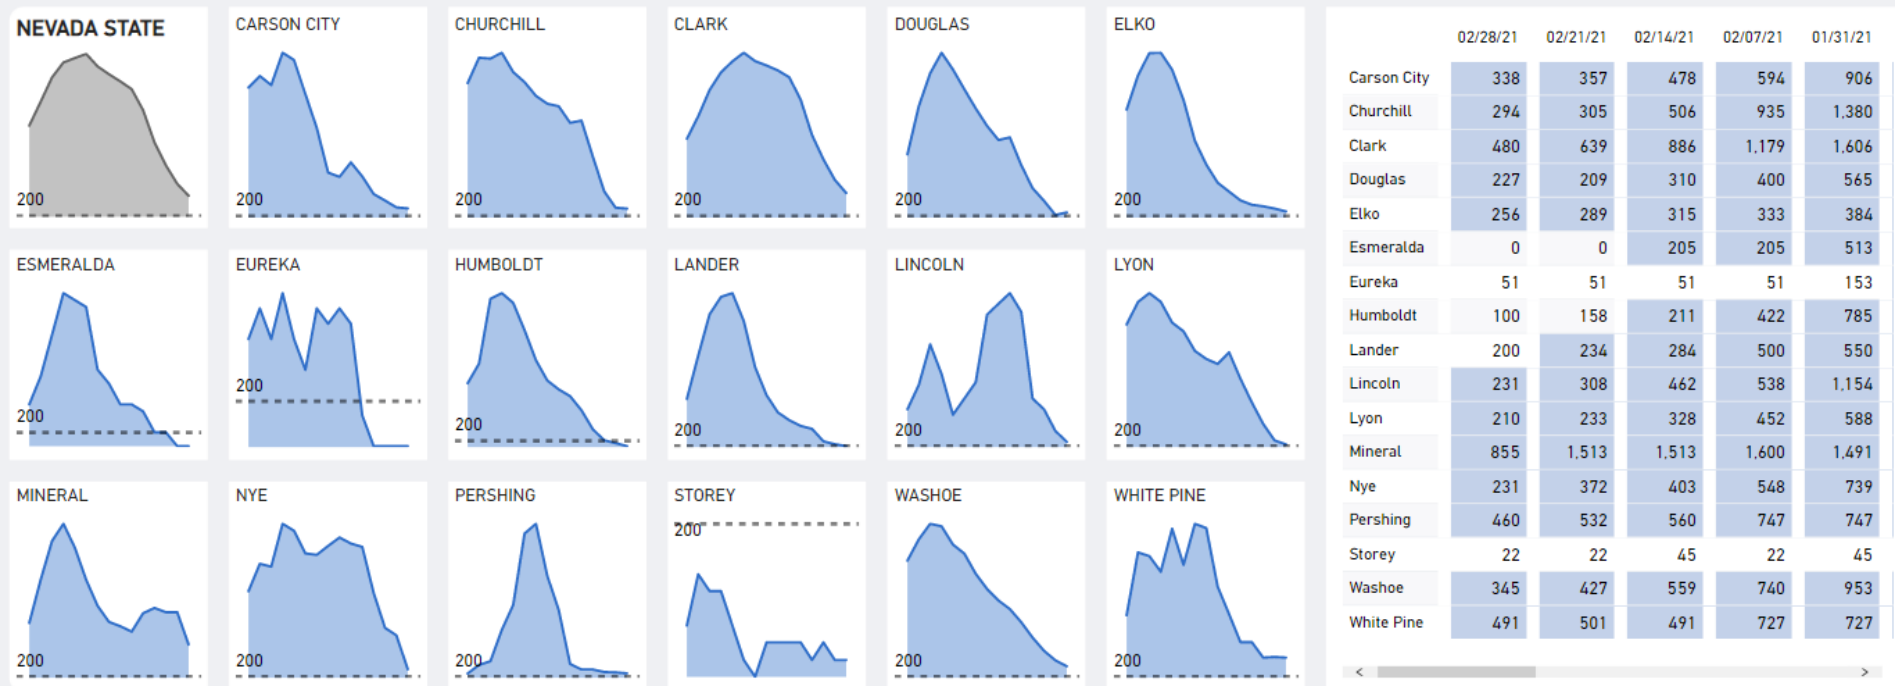 NEVADA STATE
CARSON CITY
CHURCHILL
CLARK
DOUGLAS
ELKO
200
200
200
200
200
200
ESMERALDA
EUREKA
HUMBOLDT
LANDER
LINCOLN
LYON
200
200
200
200
200
200
MINERAL
NYE
PERSHING
STOREY
WASHOE
WHITE PINE
200
200
200
200
200
200
02/28/21 02/21/21 02/14/21 02/07/21 01/31/21
Carson City 338 357 478 594 906
Churchill 294 305 506 935 1,380
Clark 480 639 886 1,179 1,606
Douglas 227 209 310 400 565
Elko 256 289 315 333 384
Esmeralda 0 0 205 205 513
Eureka 51 51 51 51 153
Humboldt 100 158 211 422 785
Lander 200 234 284 500 550
Lincoln 231 308 462 538 1,154
Lyon 210 233 328 452 588
Mineral 855 1,513 1,513 1,600 1,491
Nye 231 372 403 548 739
Pershing 460 532 560 747 747
Storey 22 22 45 22 45
Washoe 345 427 559 740 953
White Pine 491 501 491 727 727